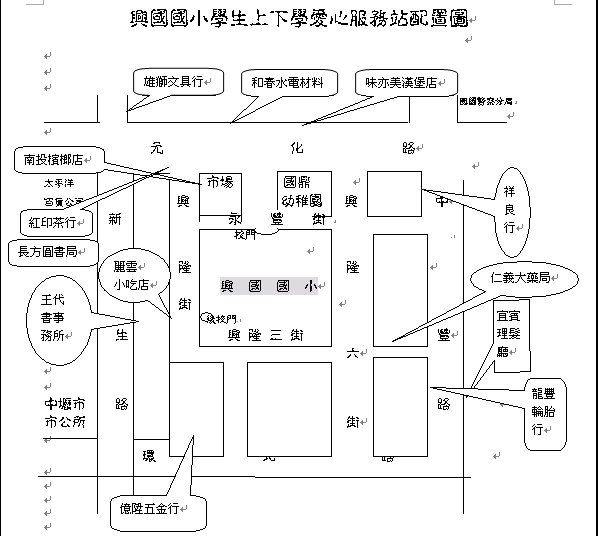 興國國小學生上下學愛心服務站配置圖
雄獅文具行
和春水電材料
味亦美漢堡店
元 化 路
南投檳榔店
太平洋
百貨公司
市場
國鼎
幼稚園
興
中
祥
良
行
紅印茶行
新
興
永 豐 街
校門
長方圓書局
麗雲
小吃店
隆
街
隆
仁義大藥局
興 國 國 小
王代
書事
務所
後校門
生
興 隆 三 街
六
豐
宜賓
理髮
廳
中壢市
市公所
路
街
路
龍豐
輪胎
行
環 北 路
億陞五金行